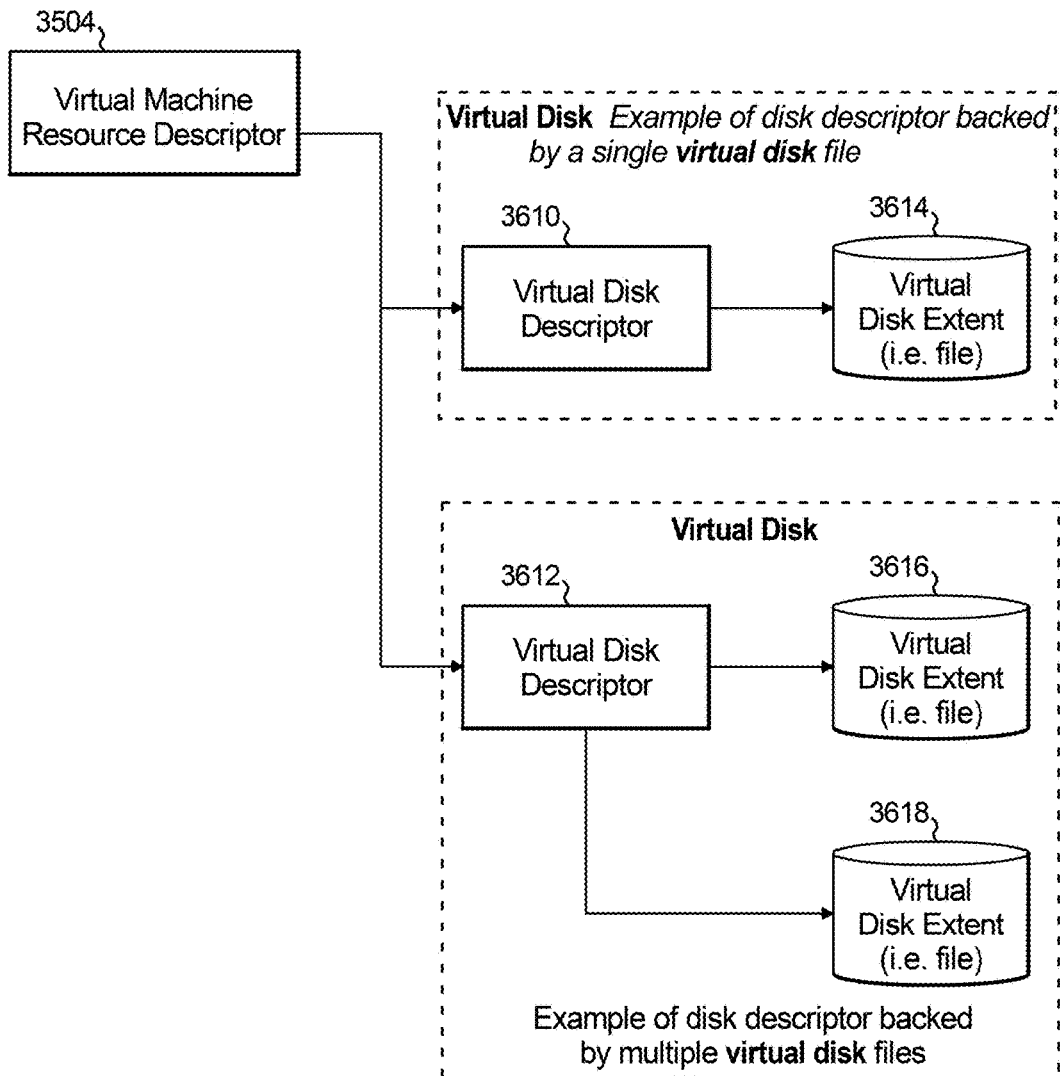 3504
Virtual Machine
Resource Descriptor
Virtual Disk Example of disk descriptor backed
by a single virtual disk file
3610
Virtual Disk
Descriptor
3614
Virtual
Disk Extent
(i.e. file)
Virtual Disk
3612
Virtual Disk
Descriptor
3616
Virtual
Disk Extent
(i.e. file)
3618
Virtual
Disk Extent
(i.e. file)
Example of disk descriptor backed
by multiple virtual disk files